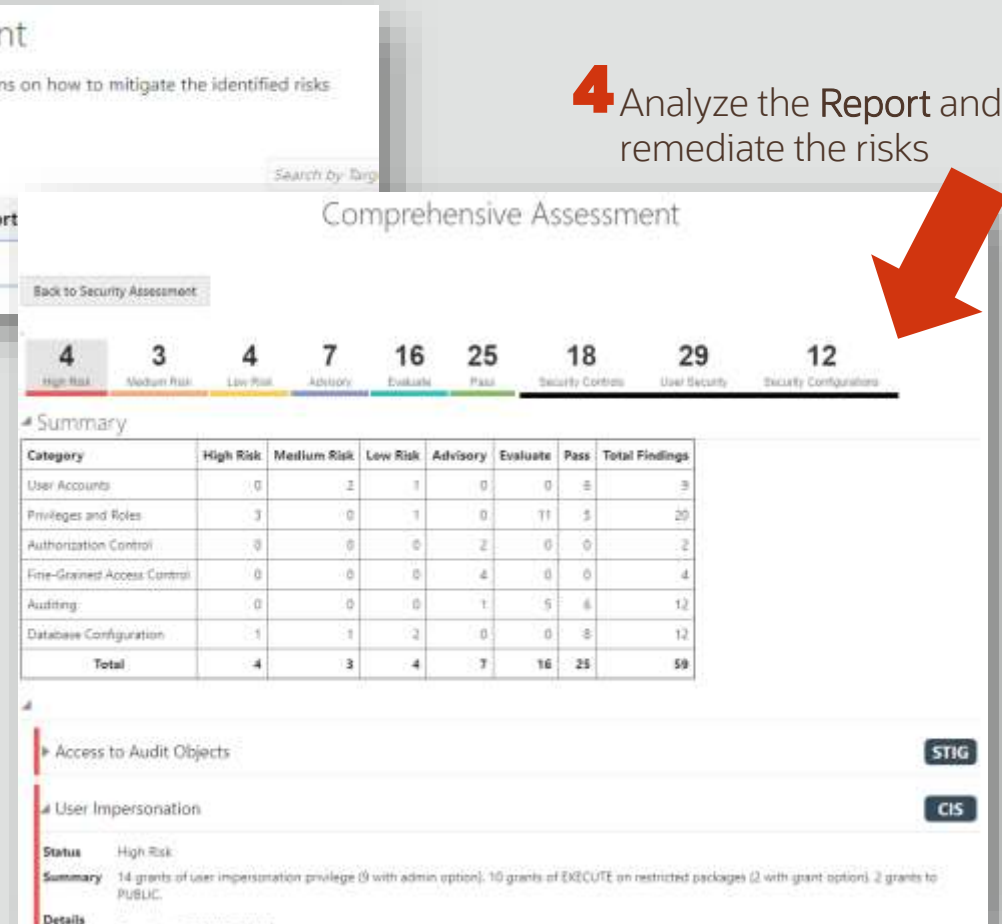 nt
ns on how to mitigate the identified risks
Search by Targ
ort
4 Analyze the Report and
remediate the risks
Comprehensive Assessment
Back to Security Assessment
4 3 4 7 16 25 18 29 12
High Risk Medium Risk Low Risk Advisory Evaluate Pass Security Controls User Security Security Configurations
Summary
Category High Risk Medium Risk Low Risk Advisory Evaluate Pass Total Findings
User Accounts 0 2 1 0 0 6 9
Privileges and Roles 3 0 1 0 11 5 20
Authorization Control 0 0 0 2 0 0 2
Fine-Grained Access Control 0 0 0 4 0 0 4
Auditing 0 0 0 1 5 6 12
Database Configuration 1 1 2 0 0 8 12
Total 4 3 4 7 16 25 59
Access to Audit Objects STIG
User Impersonation CIS
Status High Risk
Summary 14 grants of user impersonation privilege (9 with admin option). 10 grants of EXECUTE on restricted packages (2 with grant option). 2 grants to
PUBLIC.
Details